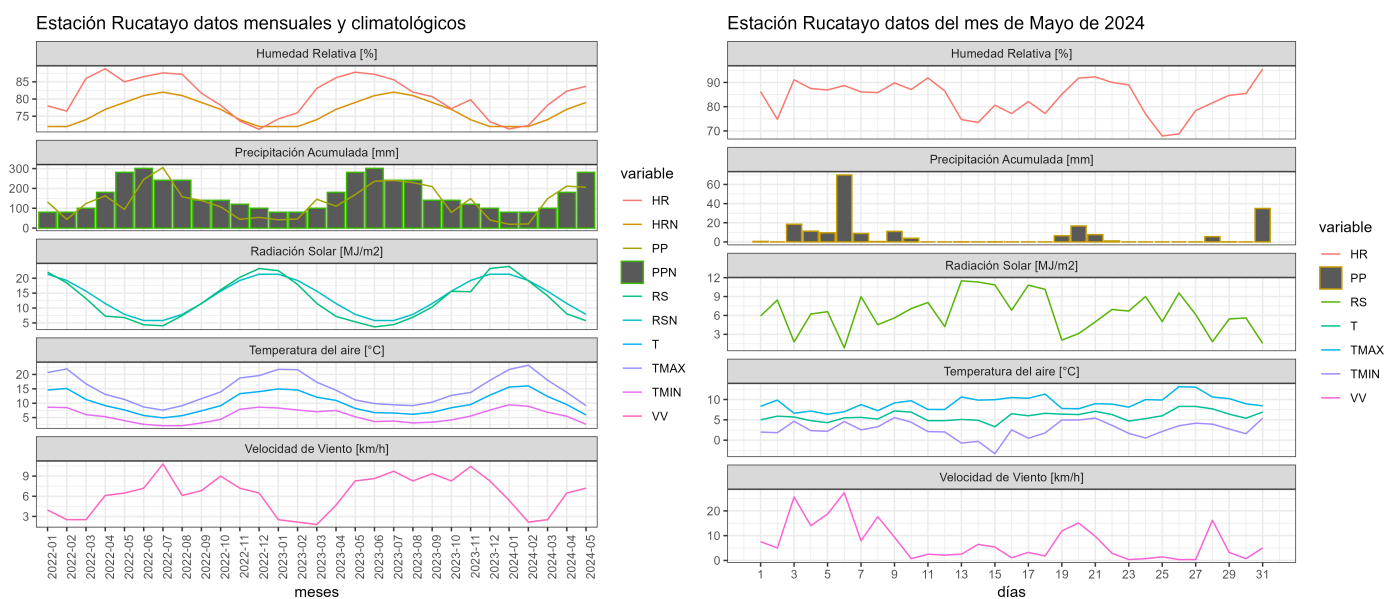 Estación Rucatayo datos mensuales y climatológicos
Humedad Relativa [%]
85
80
75
Precipitación Acumulada [mm]
300
200
100
0
Radiación Solar [MJ/m2]
20
15
10
5
Temperatura del aire [°C]
20
15
10
5
Velocidad de Viento [km/h]
9
6
3
2022-01
2022-02
2022-03
2022-04
2022-05
2022-06
2022-07
2022-08
2022-09
2022-10
2022-11
2022-12
2023-01
2023-02
2023-03
2023-04
2023-05
2023-06
2023-07
2023-08
2023-09
2023-10
2023-11
2023-12
2024-01
2024-02
2024-03
2024-04
2024-05
meses
variable
HR
HRN
PP
PPN
RS
RSN
T
TMAX
TMIN
VV
Estación Rucatayo datos del mes de Mayo de 2024
Humedad Relativa [%]
90
80
70
Precipitación Acumulada [mm]
60
40
20
0
Radiación Solar [MJ/m2]
12
9
6
3
Temperatura del aire [°C]
10
5
0
Velocidad de Viento [km/h]
20
10
0
1 3 5 7 9 11 13 15 17 19 21 23 25 27 29 31
días
variable
HR
PP
RS
T
TMAX
TMIN
VV